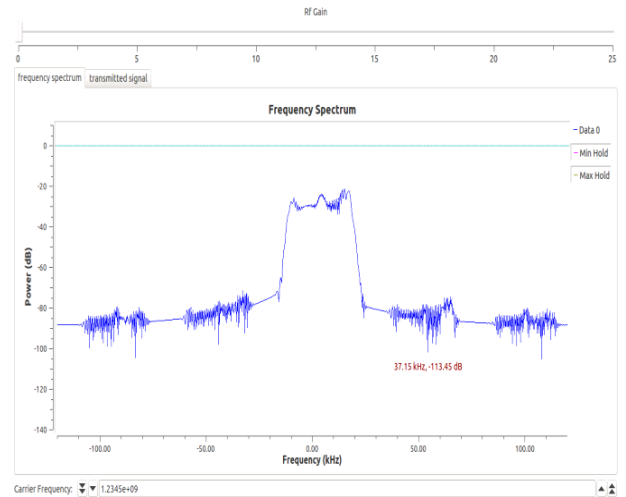 Rf Gain
0 5 10 15 20 25
frequency spectrum transmitted signal
Frequency Spectrum
Data 0
Min Hold
Max Hold
0
-20
-40
-60
-80
-100
-120
-140
Power (dB)
37.15 kHz, -113.45 dB
-100.00 -50.00 0.00 50.00 100.00
Frequency (kHz)
Carrier Frequency: 1.2345e+09